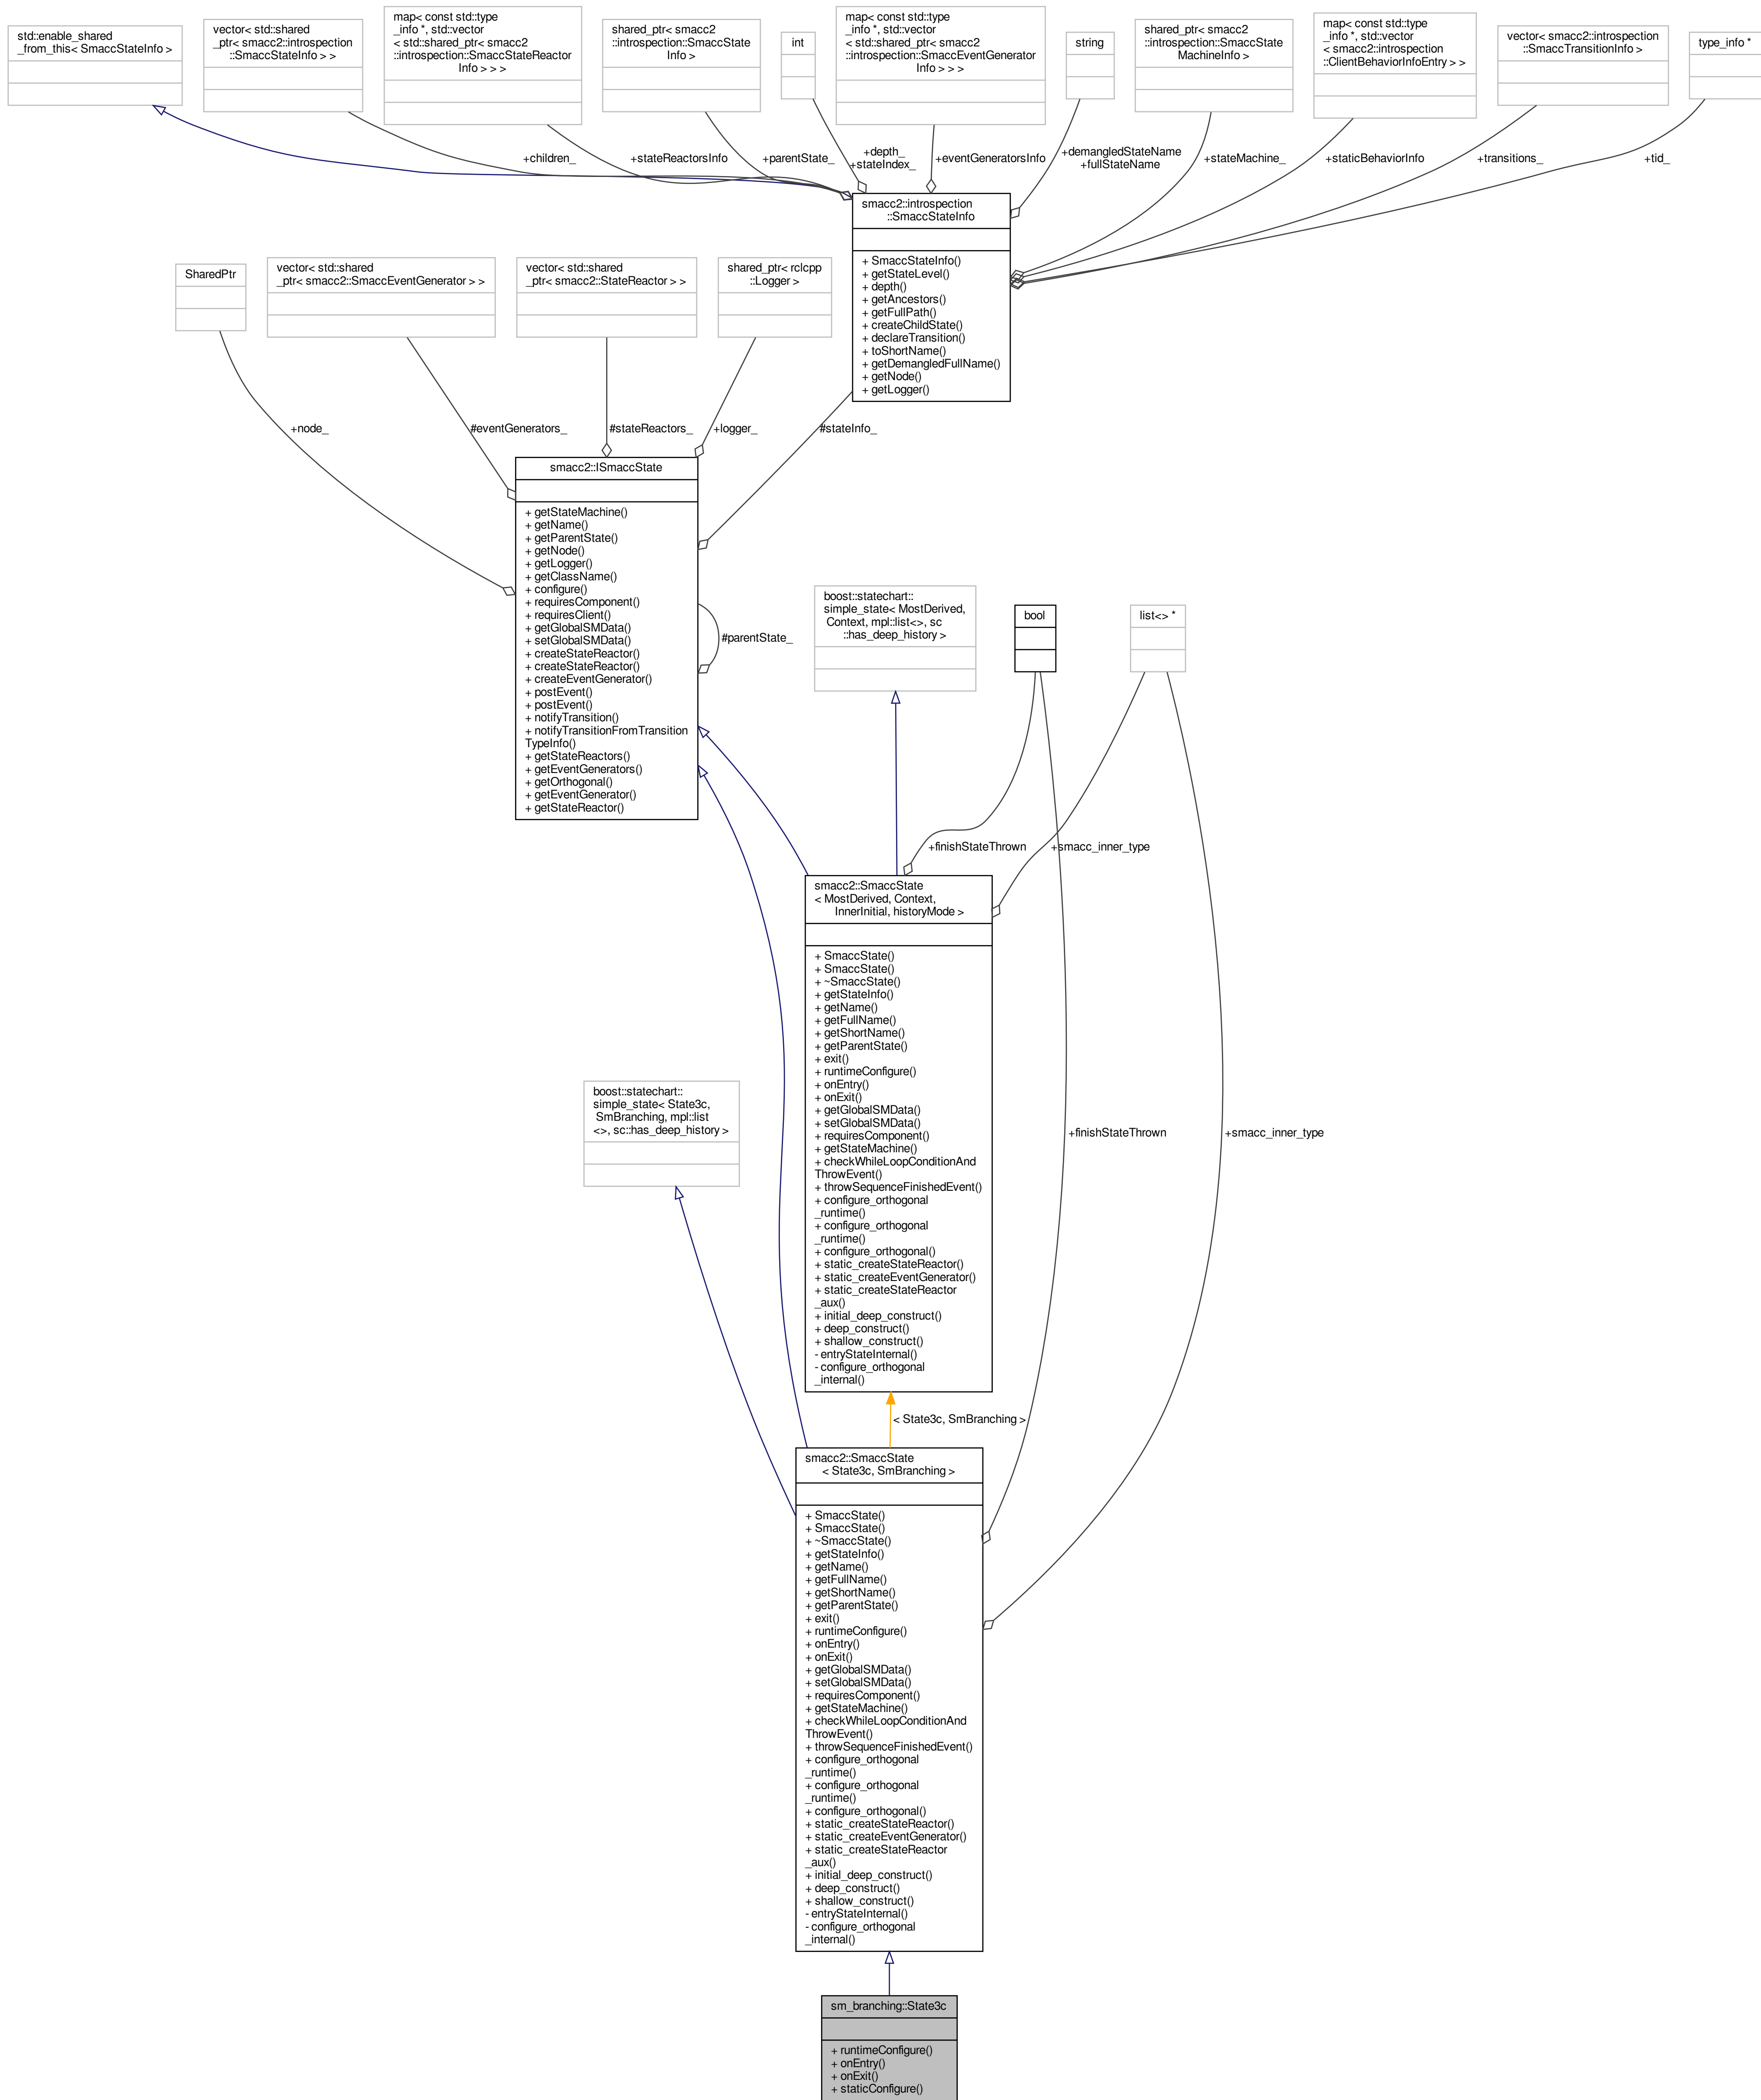 std::enable_shared
_from_this< SmaccStateInfo >
vector< std::shared
_ptr< smacc2::introspection
::SmaccStateInfo > >
map< const std::type
_info *, std::vector
< std::shared_ptr< smacc2
::introspection::SmaccStateReactor
Info > > >
shared_ptr< smacc2
::introspection::SmaccState
Info >
int
map< const std::type
_info *, std::vector
< std::shared_ptr< smacc2
::introspection::SmaccEventGenerator
Info > > >
string
shared_ptr< smacc2
::introspection::SmaccState
MachineInfo >
map< const std::type
_info *, std::vector
< smacc2::introspection
::ClientBehaviorInfoEntry > >
vector< smacc2::introspection
::SmaccTransitionInfo >
type_info *
+children_
+stateReactorsInfo
+parentState_
+depth_
+stateIndex_
+eventGeneratorsInfo
+demangledStateName
+fullStateName
+stateMachine_
+staticBehaviorInfo
+transitions_
+tid_
smacc2::introspection
::SmaccStateInfo
+ SmaccStateInfo()
+ getStateLevel()
+ depth()
+ getAncestors()
+ getFullPath()
+ createChildState()
+ declareTransition()
+ toShortName()
+ getDemangledFullName()
+ getNode()
+ getLogger()
SharedPtr
vector< std::shared
_ptr< smacc2::SmaccEventGenerator > >
vector< std::shared
_ptr< smacc2::StateReactor > >
shared_ptr< rclcpp
::Logger >
+node_
#eventGenerators_
#stateReactors_
+logger_
#stateInfo_
smacc2::ISmaccState
+ getStateMachine()
+ getName()
+ getParentState()
+ getNode()
+ getLogger()
+ getClassName()
+ configure()
+ requiresComponent()
+ requiresClient()
+ getGlobalSMData()
+ setGlobalSMData()
+ createStateReactor()
+ createStateReactor()
+ createEventGenerator()
+ postEvent()
+ postEvent()
+ notifyTransition()
+ notifyTransitionFromTransition
TypeInfo()
+ getStateReactors()
+ getEventGenerators()
+ getOrthogonal()
+ getEventGenerator()
+ getStateReactor()
#parentState_
boost::statechart::
simple_state< MostDerived,
Context, mpl::list<>, sc
::has_deep_history >
bool
list<> *
+finishStateThrown
+smacc_inner_type
smacc2::SmaccState
< MostDerived, Context,
InnerInitial, historyMode >
+ SmaccState()
+ SmaccState()
+ ~SmaccState()
+ getStateInfo()
+ getName()
+ getFullName()
+ getShortName()
+ getParentState()
+ exit()
+ runtimeConfigure()
+ onEntry()
+ onExit()
+ getGlobalSMData()
+ setGlobalSMData()
+ requiresComponent()
+ getStateMachine()
+ checkWhileLoopConditionAnd
ThrowEvent()
+ throwSequenceFinishedEvent()
+ configure_orthogonal
_runtime()
+ configure_orthogonal
_runtime()
+ configure_orthogonal()
+ static_createStateReactor()
+ static_createEventGenerator()
+ static_createStateReactor
_aux()
+ initial_deep_construct()
+ deep_construct()
+ shallow_construct()
- entryStateInternal()
- configure_orthogonal
_internal()
boost::statechart::
simple_state< State3c,
SmBranching, mpl::list
<>, sc::has_deep_history >
+finishStateThrown
+smacc_inner_type
< State3c, SmBranching >
smacc2::SmaccState
< State3c, SmBranching >
+ SmaccState()
+ SmaccState()
+ ~SmaccState()
+ getStateInfo()
+ getName()
+ getFullName()
+ getShortName()
+ getParentState()
+ exit()
+ runtimeConfigure()
+ onEntry()
+ onExit()
+ getGlobalSMData()
+ setGlobalSMData()
+ requiresComponent()
+ getStateMachine()
+ checkWhileLoopConditionAnd
ThrowEvent()
+ throwSequenceFinishedEvent()
+ configure_orthogonal
_runtime()
+ configure_orthogonal
_runtime()
+ configure_orthogonal()
+ static_createStateReactor()
+ static_createEventGenerator()
+ static_createStateReactor
_aux()
+ initial_deep_construct()
+ deep_construct()
+ shallow_construct()
- entryStateInternal()
- configure_orthogonal
_internal()
sm_branching::State3c
+ runtimeConfigure()
+ onEntry()
+ onExit()
+ staticConfigure()